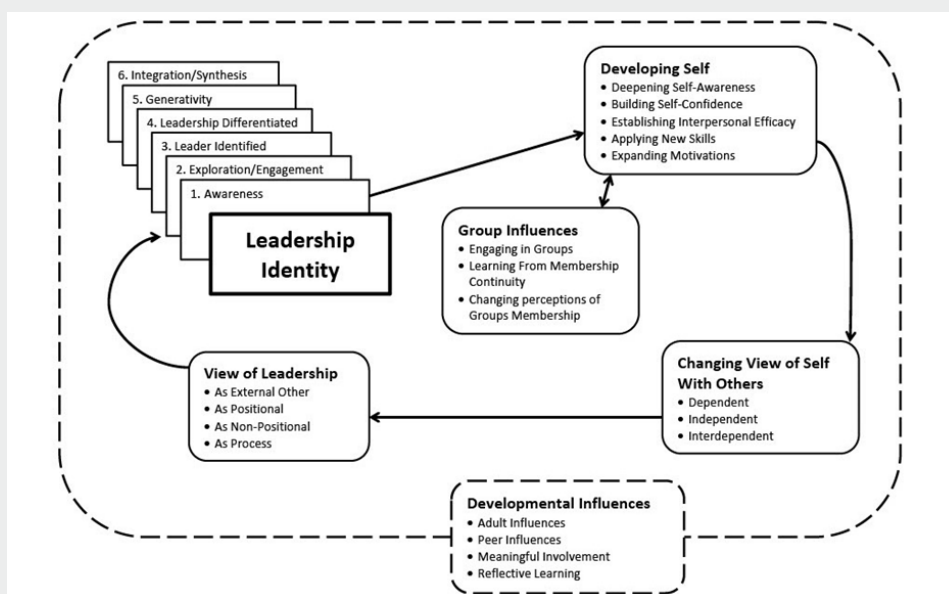 6. Integration/Synthesis
5. Generativity
4. Leadership Differentiated
3. Leader Identified
2. Exploration/Engagement
1. Awareness
Leadership
Identity
Developing Self
• Deepening Self-Awareness
• Building Self-Confidence
• Establishing Interpersonal Efficacy
• Applying New Skills
• Expanding Motivations
Group Influences
• Engaging in Groups
• Learning From Membership
Continuity
• Changing perceptions of
Groups Membership
Changing View of Self
With Others
• Dependent
• Independent
• Interdependent
View of Leadership
• As External Other
• As Positional
• As Non-Positional
• As Process
Developmental Influences
• Adult Influences
• Peer Influences
• Meaningful Involvement
• Reflective Learning